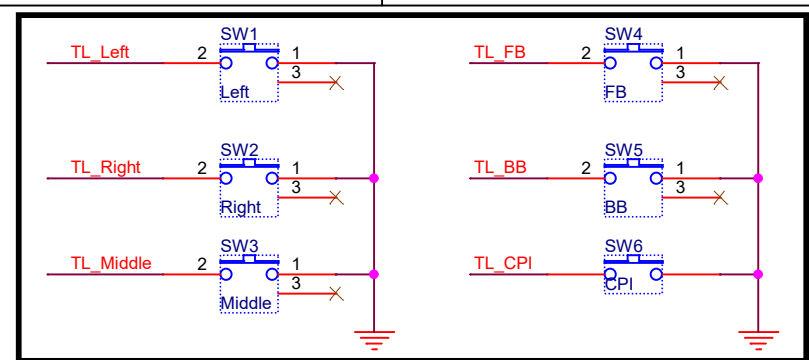 SW1
TL_Left 2 1
3
Left
SW2
TL_Right 2 1
3
Right
SW3
TL_Middle 2 1
3
Middle
SW4
TL_FB 2 1
3
FB
SW5
TL_BB 2 1
3
BB
SW6
TL_CPI
CPI